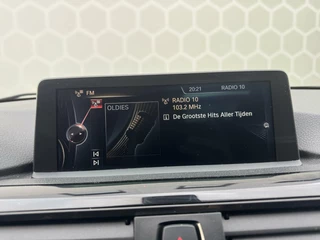 FM
20:21
RADIO 10
OLDIES
RADIO 10
103.2 MHz
De Grootste Hits Aller Tijden